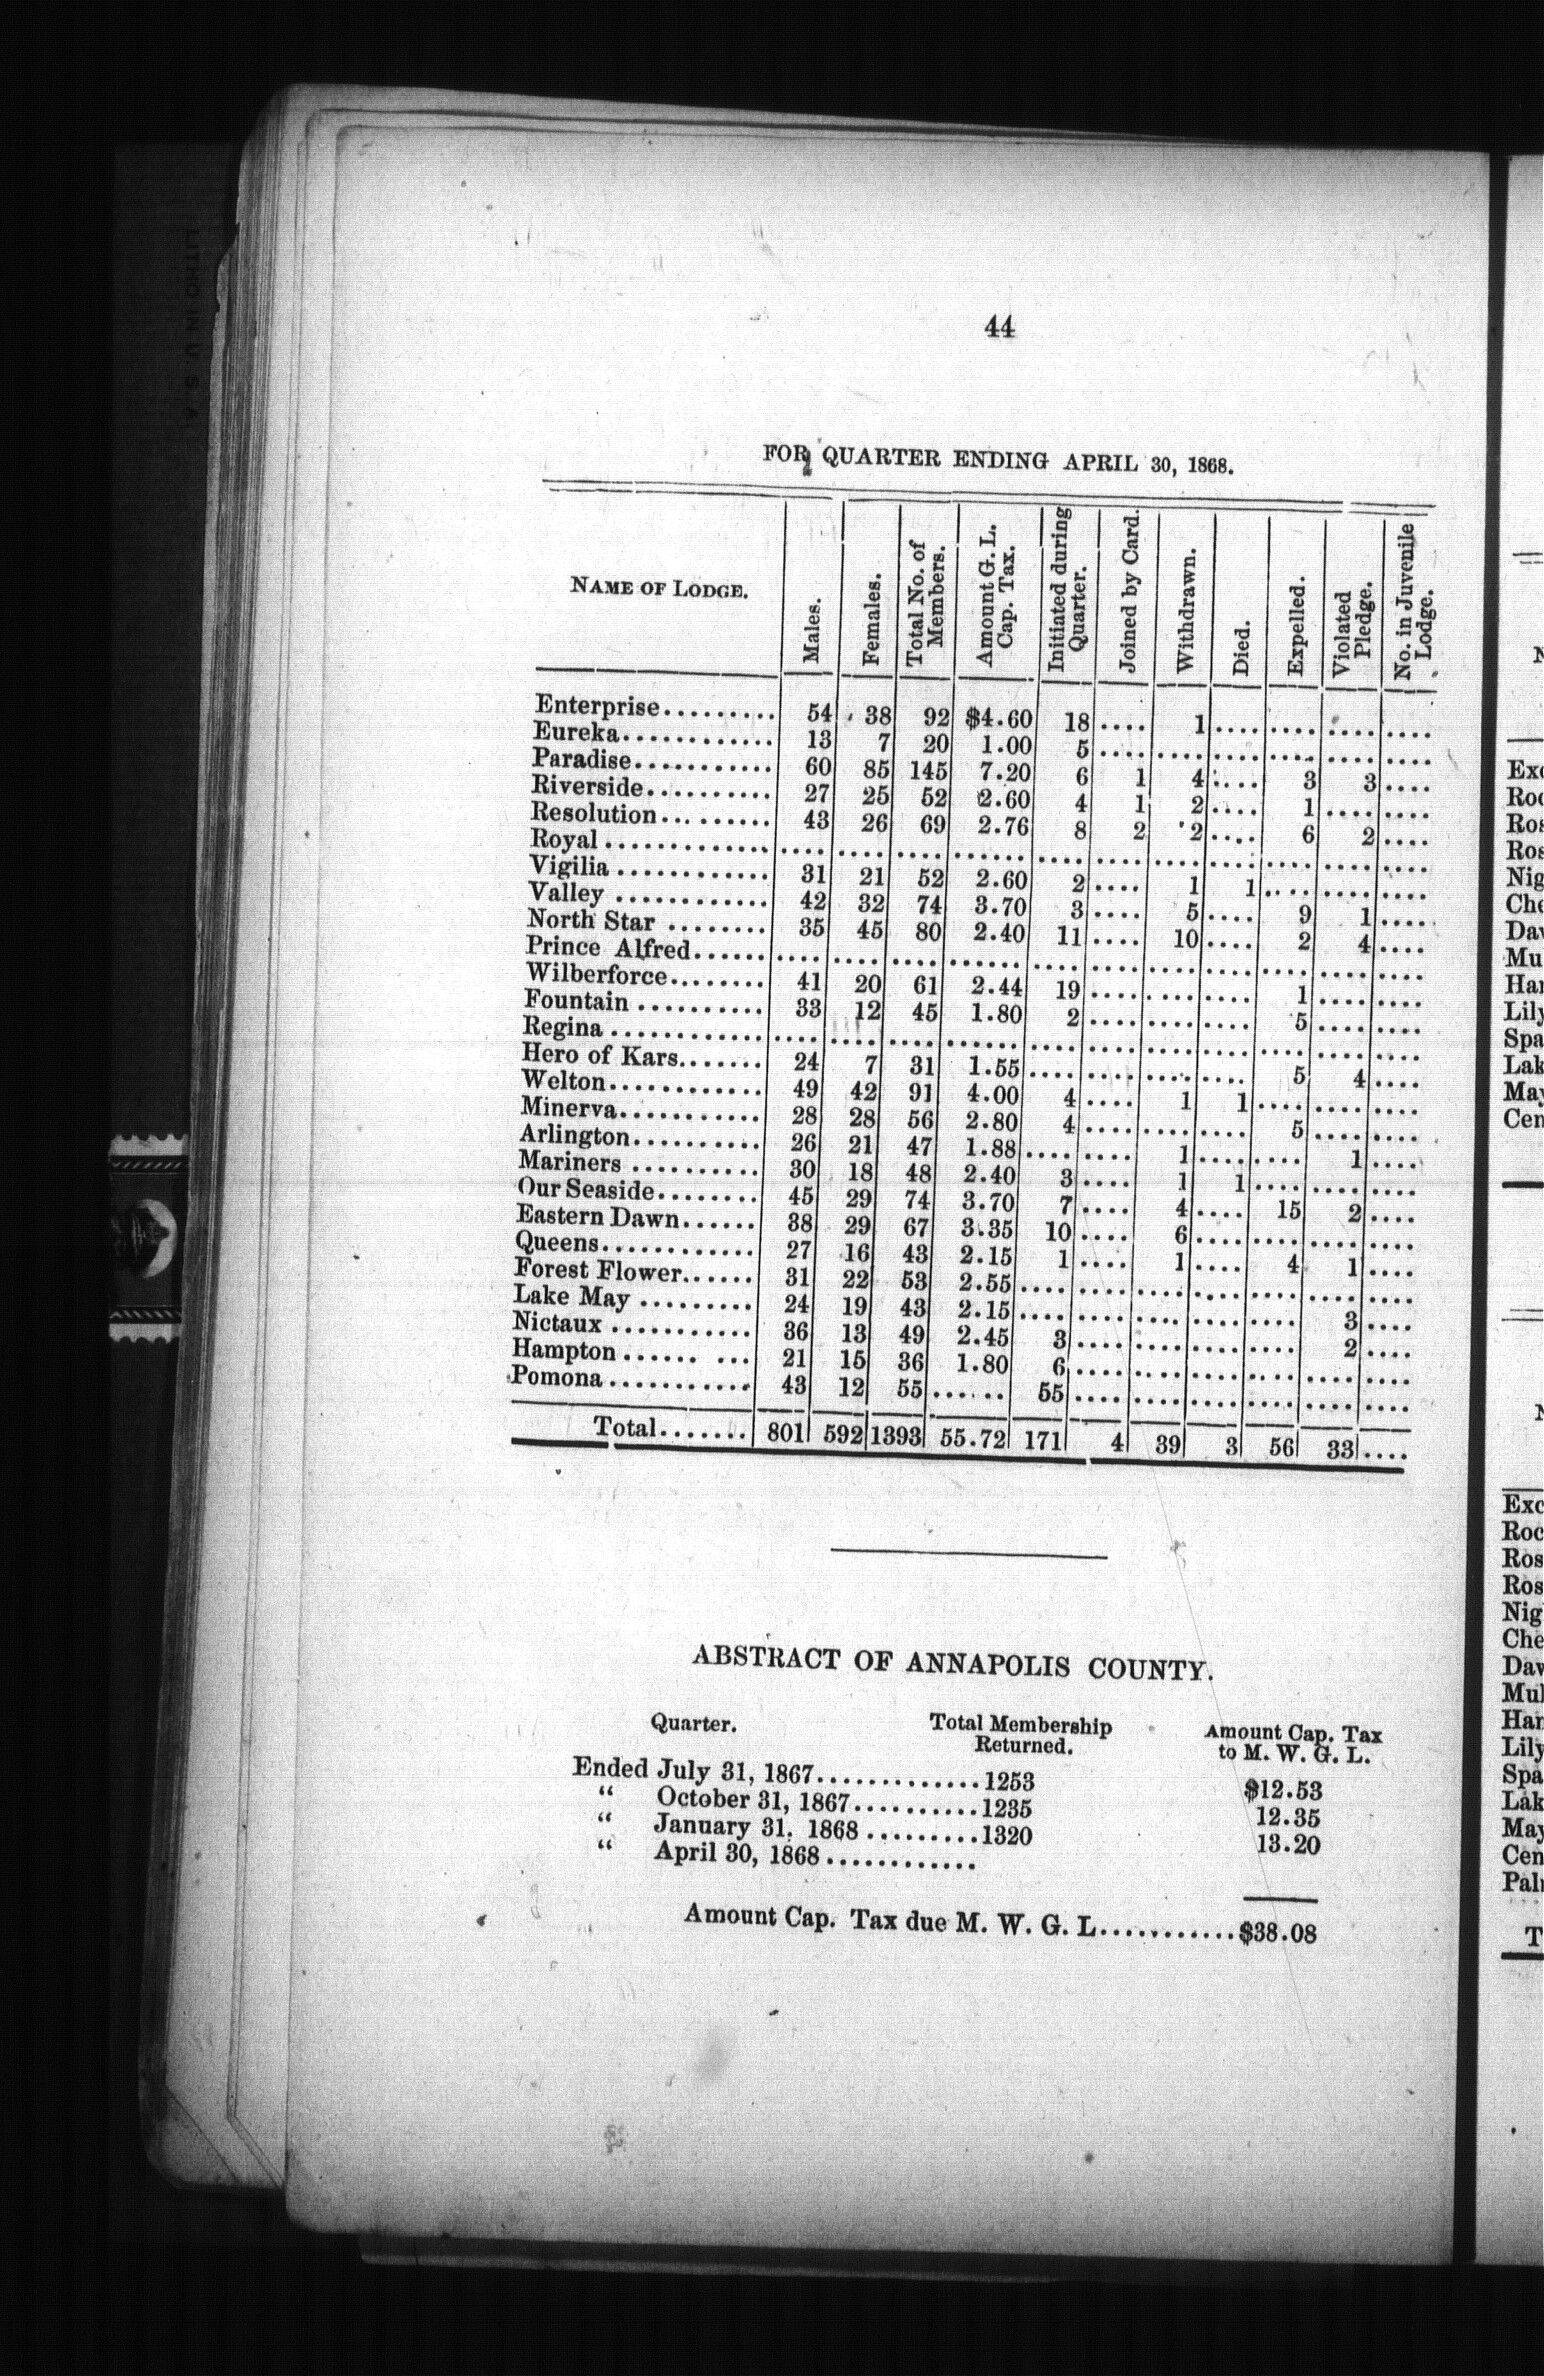 44
FOR QUARTER ENDING APRIL 30, 1868.
NAME OF LODGE. Males. Females. Total No. of Members. Amount G. L. Cap. Tax. Initiated during Quarter. Joined by Card. Withdrawn. Died. Expelled. Violated Pledge. No. in Juvenile Lodge.
Enterprise......... 54 38 92 $4.60 18 .... 1 .... .... .... ....
Eureka............ 13 7 20 1.00 5 .... .... .... .... .... ....
Paradise........... 60 85 145 7.20 6 1 4 .... 3 3 ....
Riverside.......... 27 25 52 2.60 4 1 2 .... 1 .... ....
Resolution.......... 43 26 69 2.76 8 2 2 .... 6 2 ....
Royal............. .... .... .... ...... .... .... .... .... .... .... ....
Vigilia............ 31 21 52 2.60 2 .... 1 1 .... .... ....
Valley ............ 42 32 74 3.70 3 .... 5 .... 9 1 ....
North Star ........ 35 45 80 2.40 11 .... 10 .... 2 4 ....
Prince Alfred...... .... .... .... ...... .... .... .... .... .... .... ....
Wilberforce........ 41 20 61 2.44 19 .... .... .... 1 .... ....
Fountain .......... 33 12 45 1.80 2 .... .... .... 5 .... ....
Regina ............ .... .... .... ...... .... .... .... .... .... .... ....
Hero of Kars....... 24 7 31 1.55 .... .... .... .... 5 4 ....
Welton............ 49 42 91 4.00 4 .... 1 1 .... .... ....
Minerva........... 28 28 56 2.80 4 .... .... .... 5 .... ....
Arlington.......... 26 21 47 1.88 .... .... 1 .... .... 1 ....
Mariners .......... 30 18 48 2.40 3 .... 1 1 .... .... ....
Our Seaside........ 45 29 74 3.70 7 .... 4 .... 15 2 ....
Eastern Dawn...... 38 29 67 3.35 10 .... 6 .... .... .... ....
Queens............ 27 16 43 2.15 1 .... 1 .... 4 1 ....
Forest Flower...... 31 22 53 2.55 .... .... .... .... .... .... ....
Lake May ......... 24 19 43 2.15 .... .... .... .... .... 3 ....
Nictaux ........... 36 13 49 2.45 3 .... .... .... .... 2 ....
Hampton ...... ... 21 15 36 1.80 6 .... .... .... .... .... ....
Pomona........... 43 12 55 ...... 55 .... .... .... .... .... ....
Total....... 801 592 1393 55.72 171 4 39 3 56 33 ....
ABSTRACT OF ANNAPOLIS COUNTY.
Quarter. Total Membership Returned. Amount Cap. Tax to M. W. G. L.
Ended July 31, 1867.............1253 $12.53
“ October 31, 1867..........1235 12.35
“ January 31. 1868.........1320 13.20
“ April 30, 1868............
Amount Cap. Tax due M. W. G. L...........$38.08